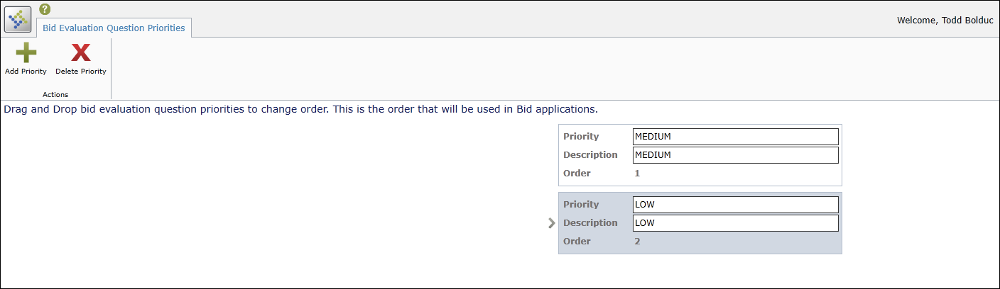 ?
Welcome, Todd Bolduc
Bid Evaluation Question Priorities
Add Priority Delete Priority
Actions
Drag and Drop bid evaluation question priorities to change order. This is the order that will be used in Bid applications.
Priority MEDIUM
Description MEDIUM
Order 1
Priority LOW
Description LOW
Order 2